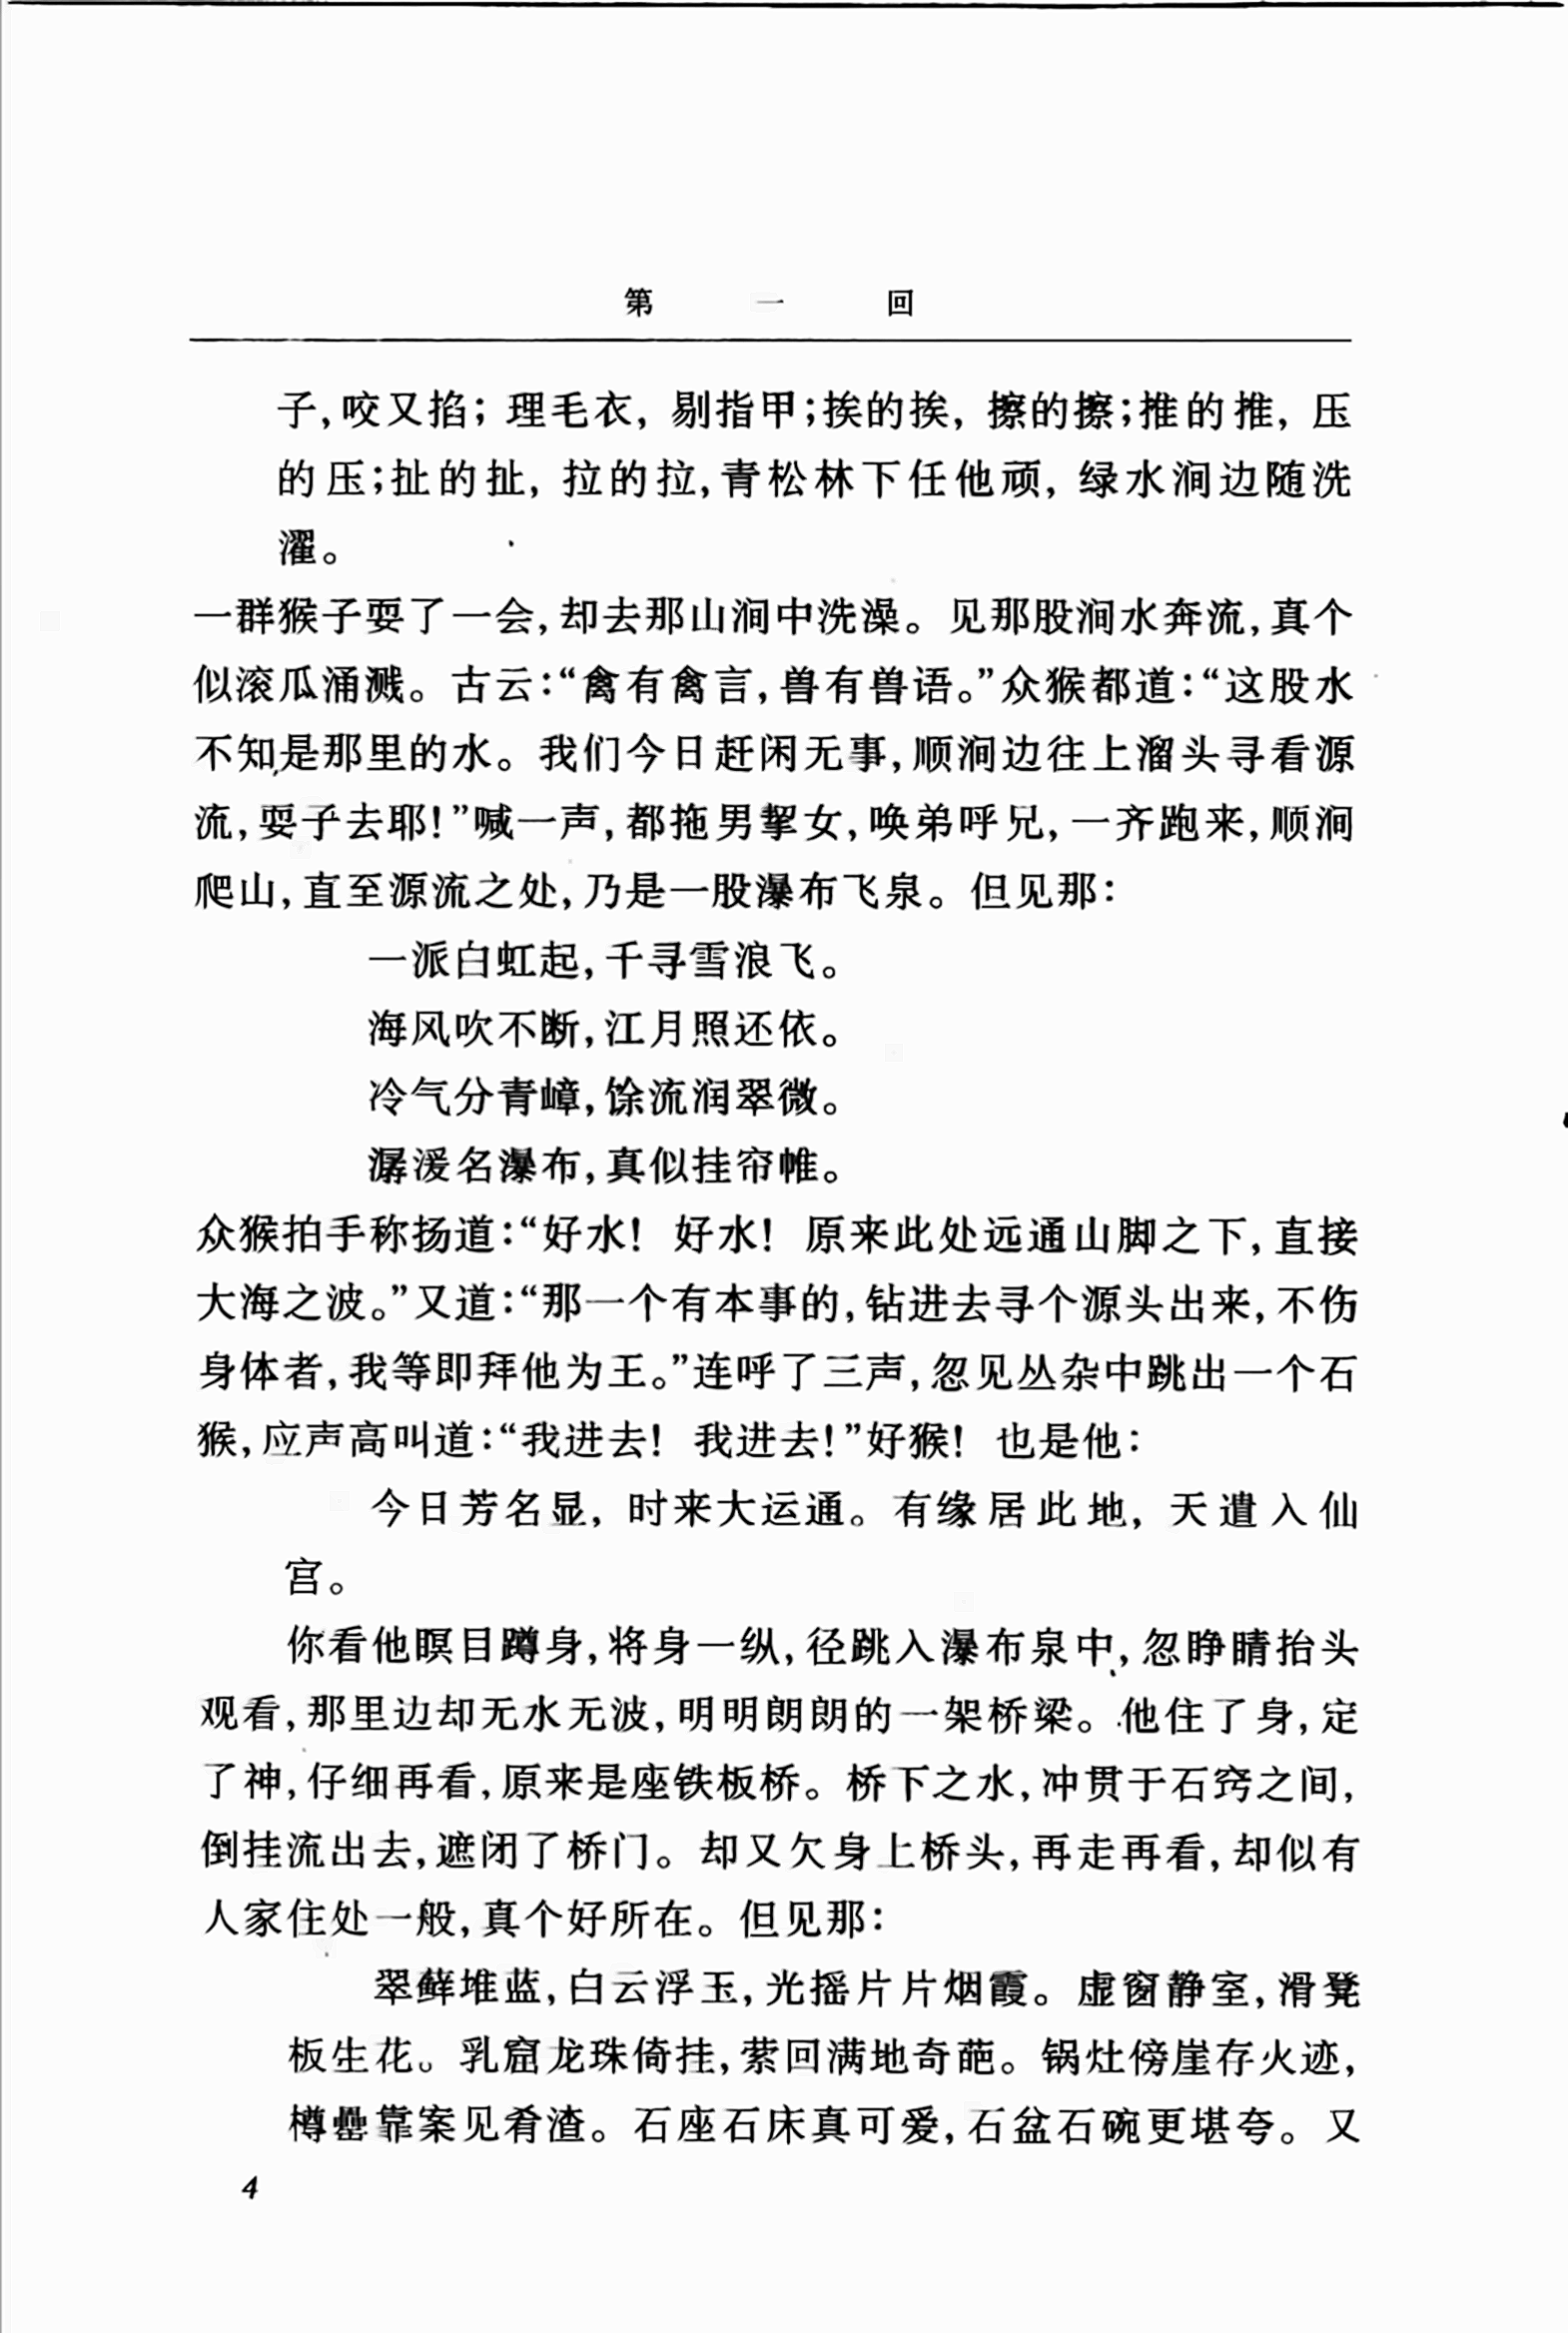 第一回
子,咬又掐;理毛衣,剔指甲;挨的挨,擦的擦;推的推,压
的压;扯的扯,拉的拉,青松林下任他顽,绿水涧边随洗
濯。
一群猴子耍了一会,却去那山涧中洗澡。见那股涧水奔流,真个
似滚瓜涌溅。古云:“禽有禽言,兽有兽语。”众猴都道:“这股水
不知是那里的水。我们今日赶闲无事,顺涧边往上溜头寻看源
流,耍子去耶!”喊一声,都拖男挈女,唤弟呼兄,一齐跑来,顺涧
爬山,直至源流之处,乃是一股瀑布飞泉。但见那:
一派白虹起,千寻雪浪飞。
海风吹不断,江月照还依。
冷气分青嶂,馀流润翠微。
潺湲名瀑布,真似挂帘帷。
众猴拍手称扬道:“好水!好水!原来此处远通山脚之下,直接
大海之波。”又道:“那一个有本事的,钻进去寻个源头出来,不伤
身体者,我等即拜他为王。”连呼了三声,忽见丛杂中跳出一个石
猴,应声高叫道:“我进去!我进去!”好猴!也是他:
今日芳名显,时来大运通。有缘居此地,天遣入仙
宫。
你看他瞑目蹲身,将身一纵,径跳入瀑布泉中,忽睁睛抬头
观看,那里边却无水无波,明明朗朗的一架桥梁。他住了身,定
了神,仔细再看,原来是座铁板桥。桥下之水,冲贯于石窍之间,
倒挂流出去,遮闭了桥门。却又欠身上桥头,再走再看,却似有
人家住处一般,真个好所在。但见那:
翠藓堆蓝,白云浮玉,光摇片片烟霞。虚窗静室,滑凳
板生花。乳窟龙珠倚挂,萦回满地奇葩。锅灶傍崖存火迹,
樽罍靠案见肴渣。石座石床真可爱,石盆石碗更堪夸。又
4